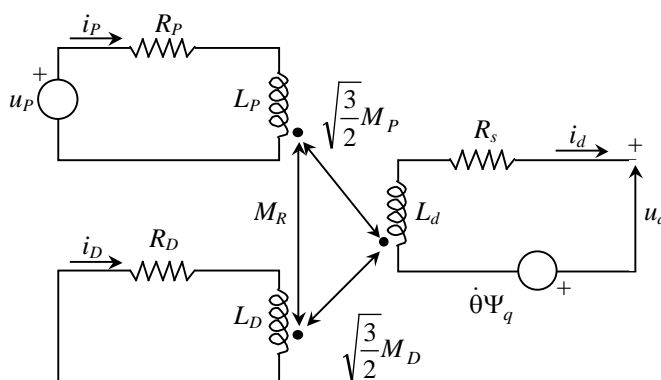 i_P
R_P
+
u_P
L_P
√(3/2) M_P
R_s
i_d
+
M_R
L_d
u_d
i_D
R_D
L_D
θ̇Ψ_q
+
√(3/2) M_D